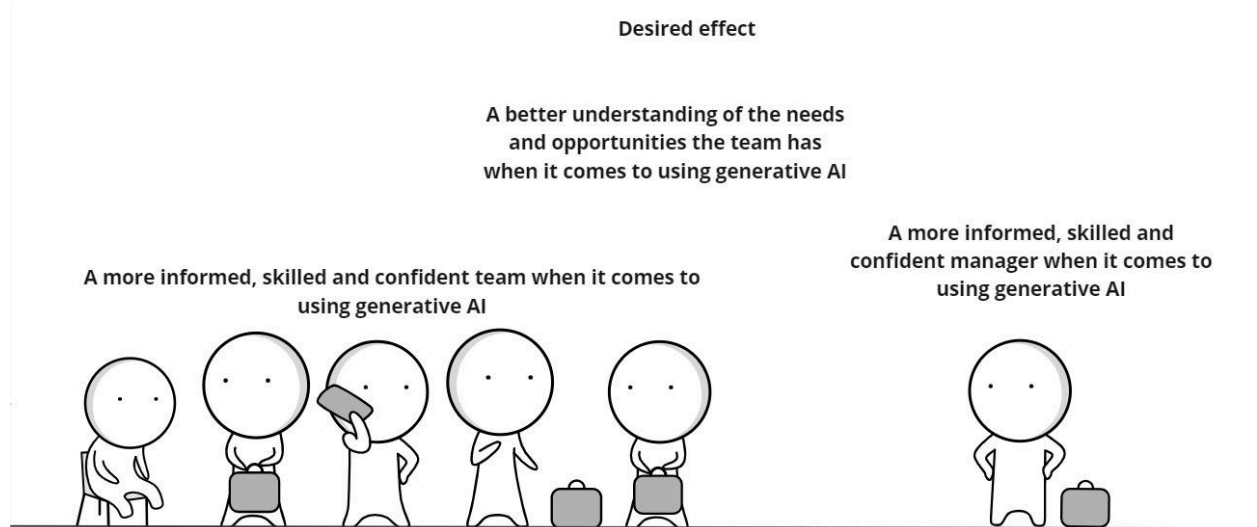 Desired effect
A better understanding of the needs
and opportunities the team has
when it comes to using generative AI
A more informed, skilled and
confident manager when it comes to
using generative AI
A more informed, skilled and confident team when it comes to
using generative AI